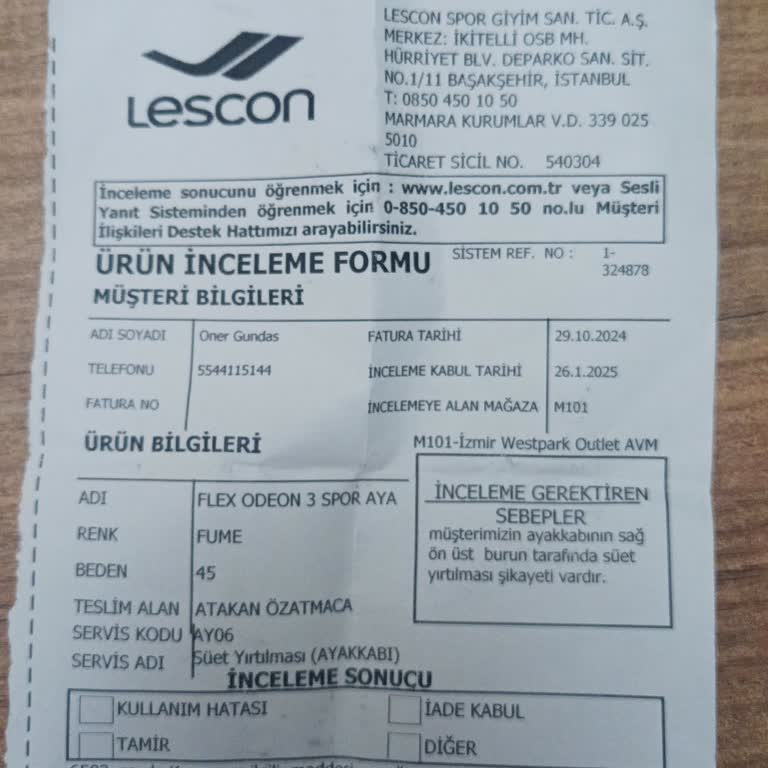 LESCON
LESCON SPOR GİYİM SAN. TİC. A.Ş.
MERKEZ: İKİTELLİ OSB MH.
HÜRRİYET BLV. DEPARKO SAN. SİT.
NO.1/11 BAŞAKŞEHİR, İSTANBUL
T: 0850 450 10 50
MARMARA KURUMLAR V.D. 339 025
5010
TİCARET SİCİL NO. 540304
İnceleme sonucunu öğrenmek için : www.lescon.com.tr veya Sesli
Yanıt Sisteminden öğrenmek için 0-850-450 10 50 no.lu Müşteri
İlişkileri Destek Hattımızı arayabilirsiniz.
ÜRÜN İNCELEME FORMU
SİSTEM REF. NO : 1-
324878
MÜŞTERİ BİLGİLERİ
ADI SOYADI Oner Gundas FATURA TARİHİ 29.10.2024
TELEFONU 5544115144 İNCELEME KABUL TARİHİ 26.1.2025
FATURA NO İNCELEMEYE ALAN MAĞAZA M101
ÜRÜN BİLGİLERİ M101-İzmir Westpark Outlet AVM
ADI FLEX ODEON 3 SPOR AYA
RENK FUME
BEDEN 45
TESLİM ALAN ATAKAN ÖZATMACA
SERVİS KODU AY06
SERVİS ADI Süet Yırtılması (AYAKKABI)
İNCELEME GEREKTİREN
SEBEPLER
müşterimizin ayakkabının sağ
ön üst burun tarafında süet
yırtılması şikayeti vardır.
İNCELEME SONUÇU
KULLANIM HATASI İADE KABUL
TAMİR DİĞER